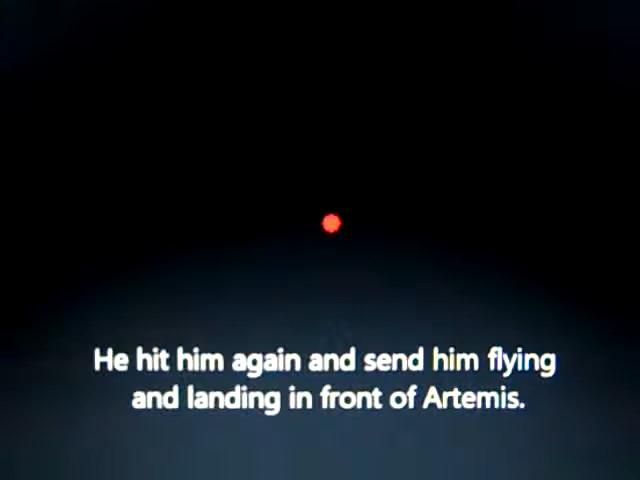 He hit him again and send him flying
and landing in front of Artemis.